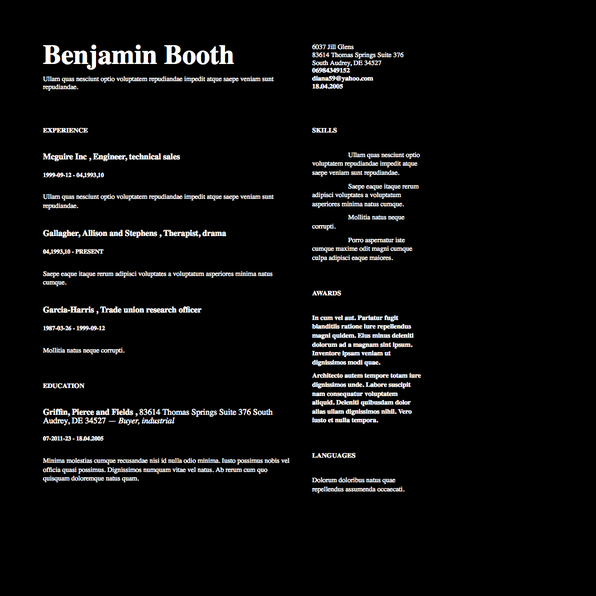 Benjamin Booth
Ullam quas nesciunt optio voluptatem repudiandae impedit atque saepe veniam sunt
repudiandae.
6037 Jill Glens
83614 Thomas Springs Suite 376
South Audrey, DE 34527
06984349152
diana59@yahoo.com
18.04.2005
EXPERIENCE
Mcguire Inc , Engineer, technical sales
1999-09-12 - 04,1993,10
Ullam quas nesciunt optio voluptatem repudiandae impedit atque saepe veniam sunt
repudiandae.
Gallagher, Allison and Stephens , Therapist, drama
04,1993,10 - PRESENT
Saepe eaque itaque rerum adipisci voluptates a voluptatum asperiores minima natus
cumque.
Garcia-Harris , Trade union research officer
1987-03-26 - 1999-09-12
Mollitia natus neque corrupti.
EDUCATION
Griffin, Pierce and Fields , 83614 Thomas Springs Suite 376 South
Audrey, DE 34527 — Buyer, industrial
07-2011-23 - 18.04.2005
Minima molestias cumque recusandae nisi id nulla odio minima. Iusto possimus nobis vel
officia quasi possimus. Dignissimos numquam vitae vel natus. Ab rerum cum quo
quisquam doloremque natus quam.
SKILLS
Ullam quas nesciunt optio
voluptatem repudiandae impedit atque
saepe veniam sunt repudiandae.
Saepe eaque itaque rerum
adipisci voluptates a voluptatum
asperiores minima natus cumque.
Mollitia natus neque
corrupti.
Porro aspernatur iste
cumque maxime odit magni cumque
culpa adipisci eaque maiores.
AWARDS
In cum vel aut. Pariatur fugit
blanditiis ratione iure repellendus
magni quidem. Eius minus deleniti
dolorum ad a magnam sint ipsum.
Inventore ipsam veniam ut
dignissimos modi quae.
Architecto autem tempore totam iure
dignissimos unde. Labore suscipit
nam consequatur voluptatem
aliquid. Deleniti quibusdam dolor
alias ullam dignissimos nihil. Vero
iusto et nulla tempora.
LANGUAGES
Dolorum doloribus natus quae
repellendus assumenda occaecati.